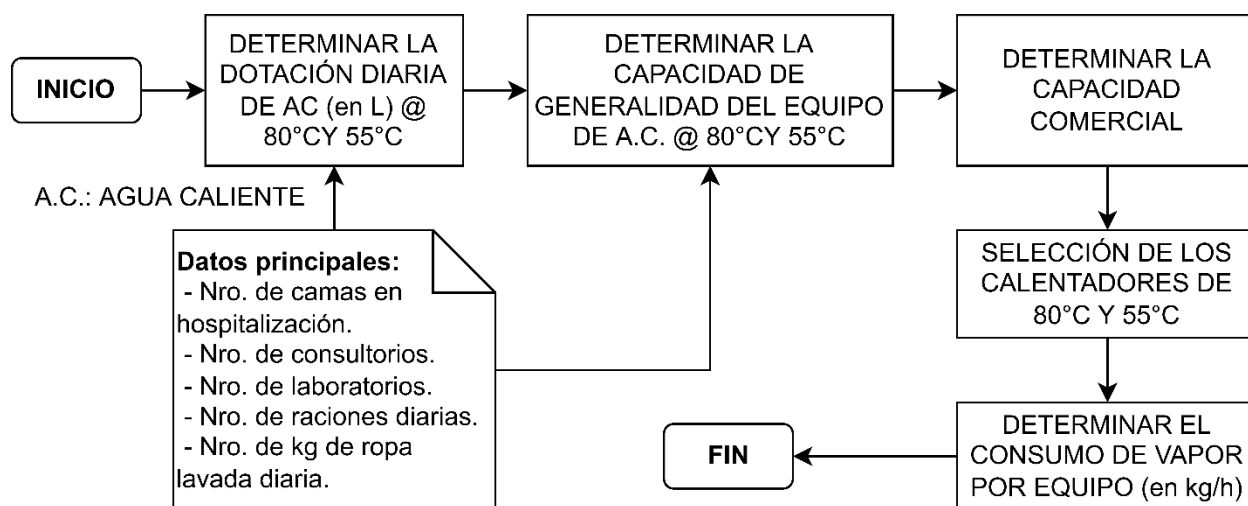 INICIO
DETERMINAR LA
DOTACIÓN DIARIA
DE AC (en L) @
80°CY 55°C
DETERMINAR LA
CAPACIDAD DE
GENERALIDAD DEL EQUIPO
DE A.C. @ 80°CY 55°C
DETERMINAR LA
CAPACIDAD
COMERCIAL
A.C.: AGUA CALIENTE
Datos principales:
- Nro. de camas en
hospitalización.
- Nro. de consultorios.
- Nro. de laboratorios.
- Nro. de raciones diarias.
- Nro. de kg de ropa
lavada diaria.
SELECCIÓN DE LOS
CALENTADORES DE
80°C Y 55°C
DETERMINAR EL
CONSUMO DE VAPOR
POR EQUIPO (en kg/h)
FIN